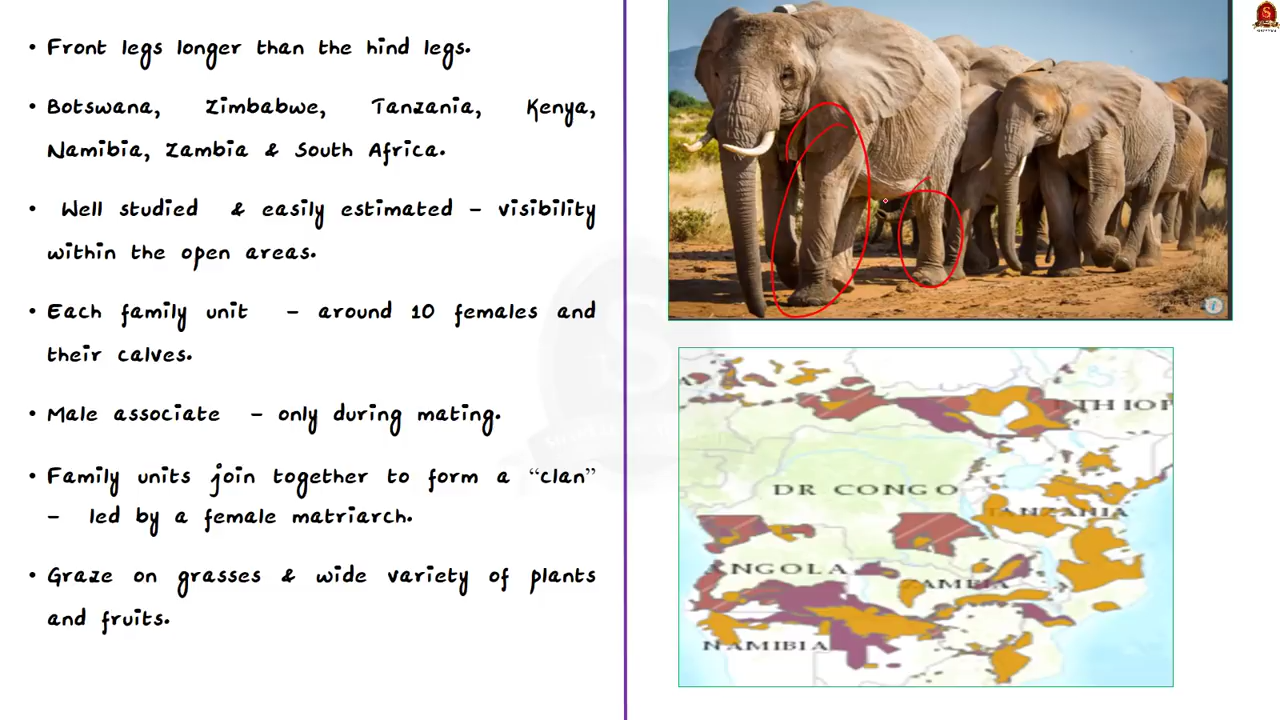 • Front legs longer than the hind legs.
• Botswana, Zimbabwe, Tanzania, Kenya,
Namibia, Zambia & South Africa.
• Well studied & easily estimated – visibility
within the open areas.
• Each family unit – around 10 females and
their calves.
• Male associate – only during mating.
• Family units join together to form a “clan”
– led by a female matriarch.
• Graze on grasses & wide variety of plants
and fruits.
THIOP
DR CONGO
TANZANIA
NGOLA
ZAMBIA
NAMIBIA